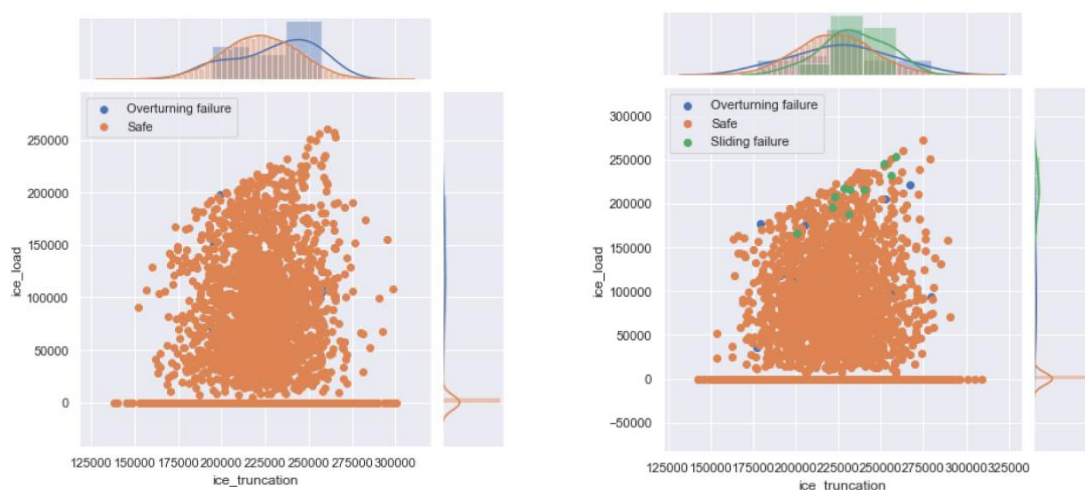 Overturning failure
Safe
250000
200000
150000
100000
50000
0
ice_load
125000 150000 175000 200000 225000 250000 275000 300000
ice_truncation
Overturning failure
Safe
Sliding failure
300000
250000
200000
150000
100000
50000
0
−50000
ice_load
125000 150000 175000 200000 225000 250000 275000 300000 325000
ice_truncation